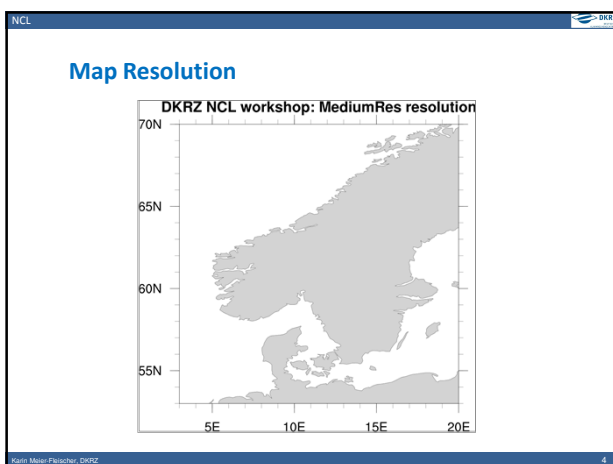 NCL
DKRZ
Map Resolution
DKRZ NCL workshop: MediumRes resolution
70N
65N
60N
55N
5E 10E 15E 20E
Karin Meier-Fleischer, DKRZ 4